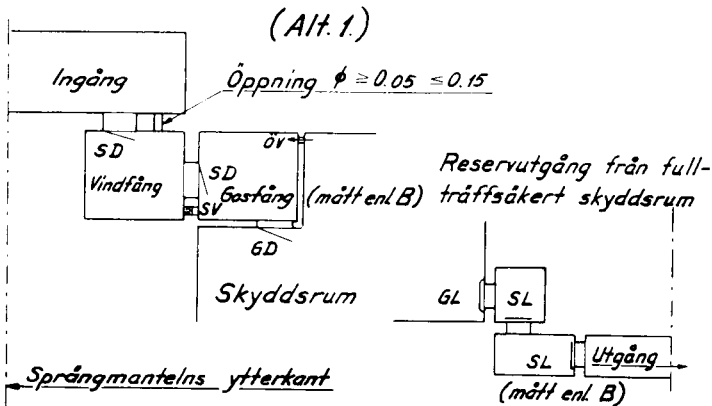 (Alt. 1.)
Ingång
Öppning ϕ ≥ 0.05 ≤ 0.15
SD
Vindfång
SD
SV
Gasfång
ÖV
(mått enl. B)
GD
Skyddsrum
Reservutgång från full-
träffsäkert skyddsrum
GL
SL
SL
Utgång
(mått enl. B)
Språngmantelns ytterkant